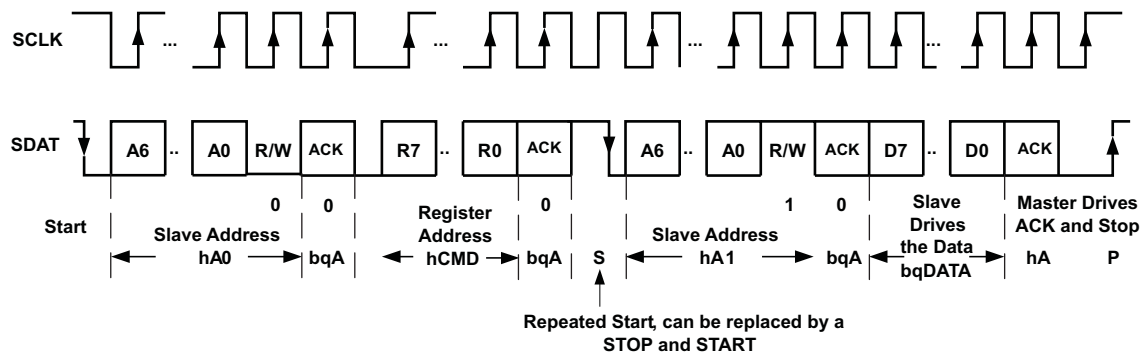 SCLK ... ... ... ...
SDAT A6 .. A0 R/W ACK R7 .. R0 ACK A6 .. A0 R/W ACK D7 .. D0 ACK
0 0 0 1 0
Start
Slave Address
hA0
bqA
Register
Address
hCMD
bqA
S
Slave Address
hA1
bqA
Slave
Drives
the Data
bqDATA
Master Drives
ACK and Stop
hA
P
Repeated Start, can be replaced by a
STOP and START